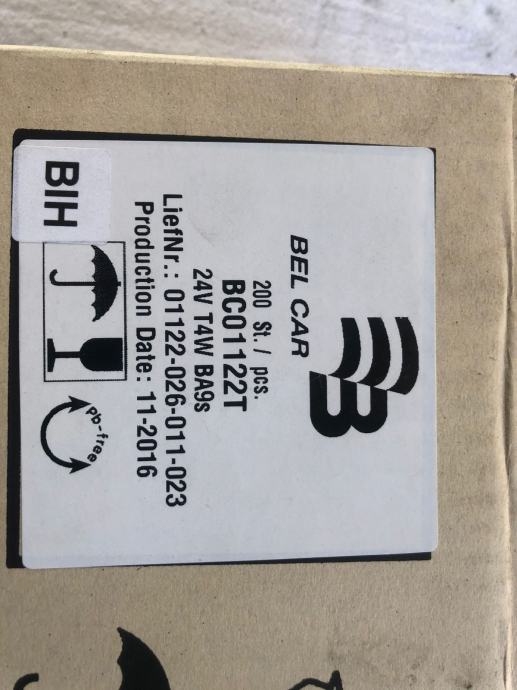 B
BEL CAR
200 St. / pcs.
BC01122T
24V T4W BA9s
LiefNr.: 01122-026-011-023
Production Date: 11-2016
BIH
Pb-free